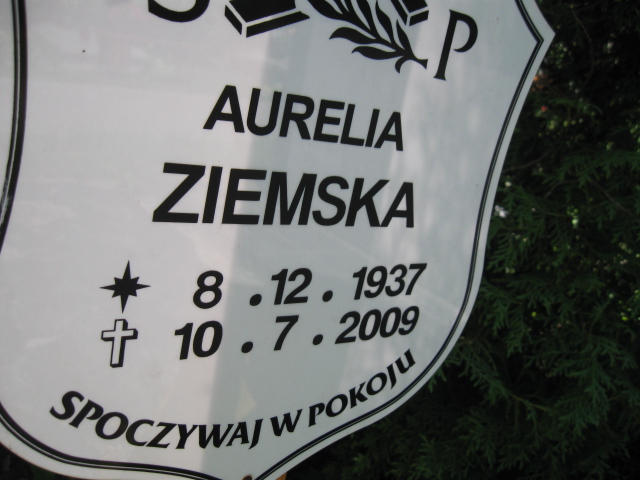 S P
AURELIA
ZIEMSKA
8 . 12 . 1937
10 . 7 . 2009
SPOCZYWAJ W POKOJU